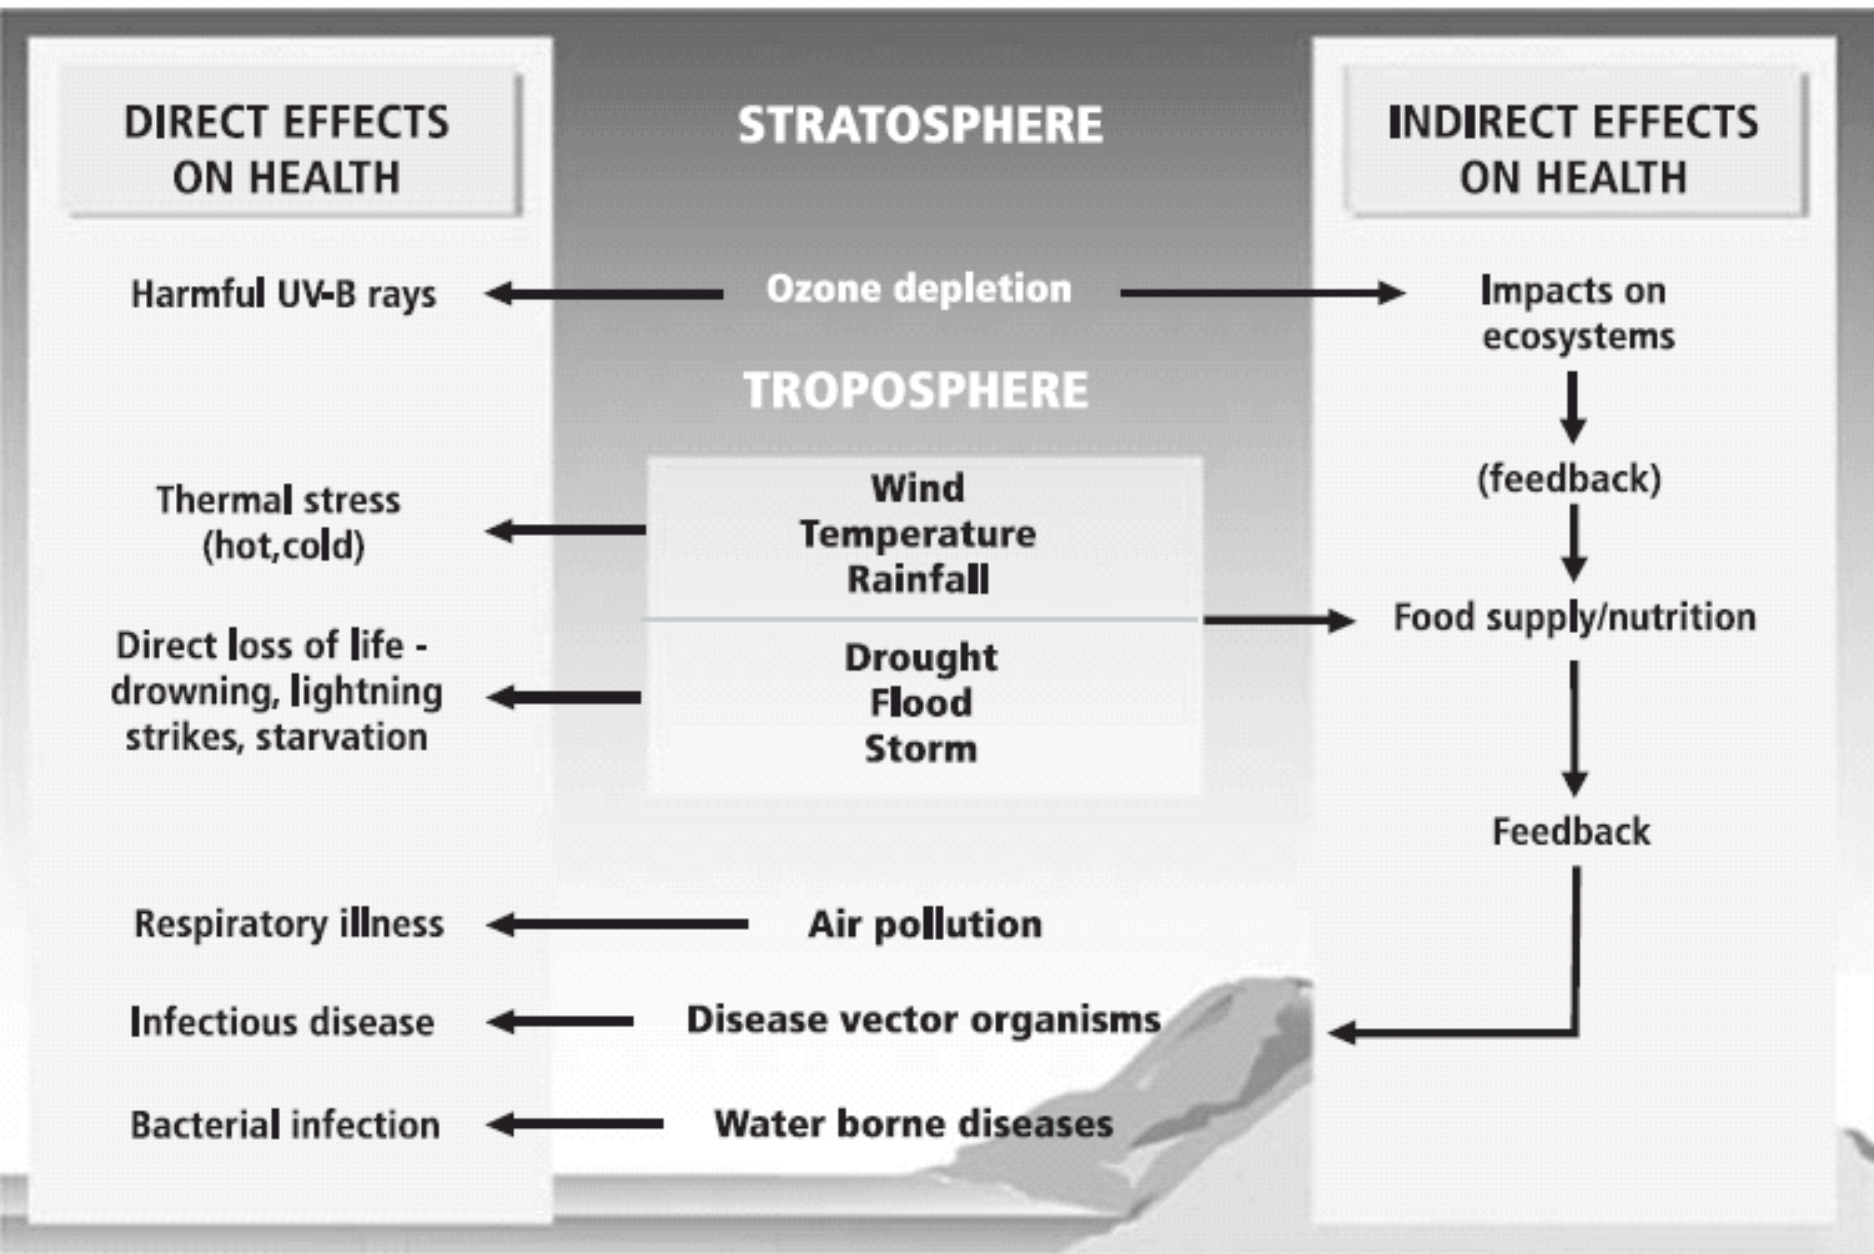 DIRECT EFFECTS
ON HEALTH
STRATOSPHERE
INDIRECT EFFECTS
ON HEALTH
Harmful UV-B rays
Ozone depletion
Impacts on
ecosystems
TROPOSPHERE
(feedback)
Thermal stress
(hot,cold)
Wind
Temperature
Rainfall
Food supply/nutrition
Direct loss of life -
drowning, lightning
strikes, starvation
Drought
Flood
Storm
Feedback
Respiratory illness
Air pollution
Infectious disease
Disease vector organisms
Bacterial infection
Water borne diseases